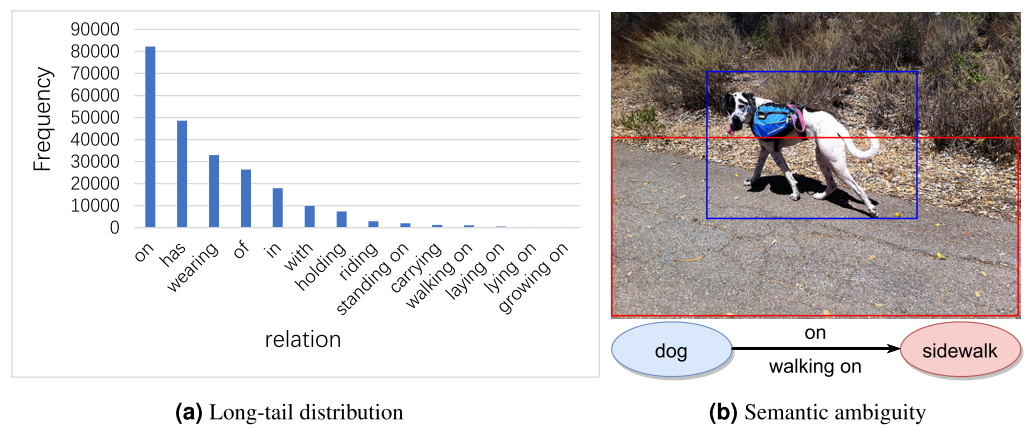 90000
80000
70000
60000
50000
40000
30000
20000
10000
0
Frequency
on
has
wearing
of
in
with
holding
riding
standing on
carrying
walking on
laying on
lying on
growing on
relation
(a) Long-tail distribution
dog
on
walking on
sidewalk
(b) Semantic ambiguity